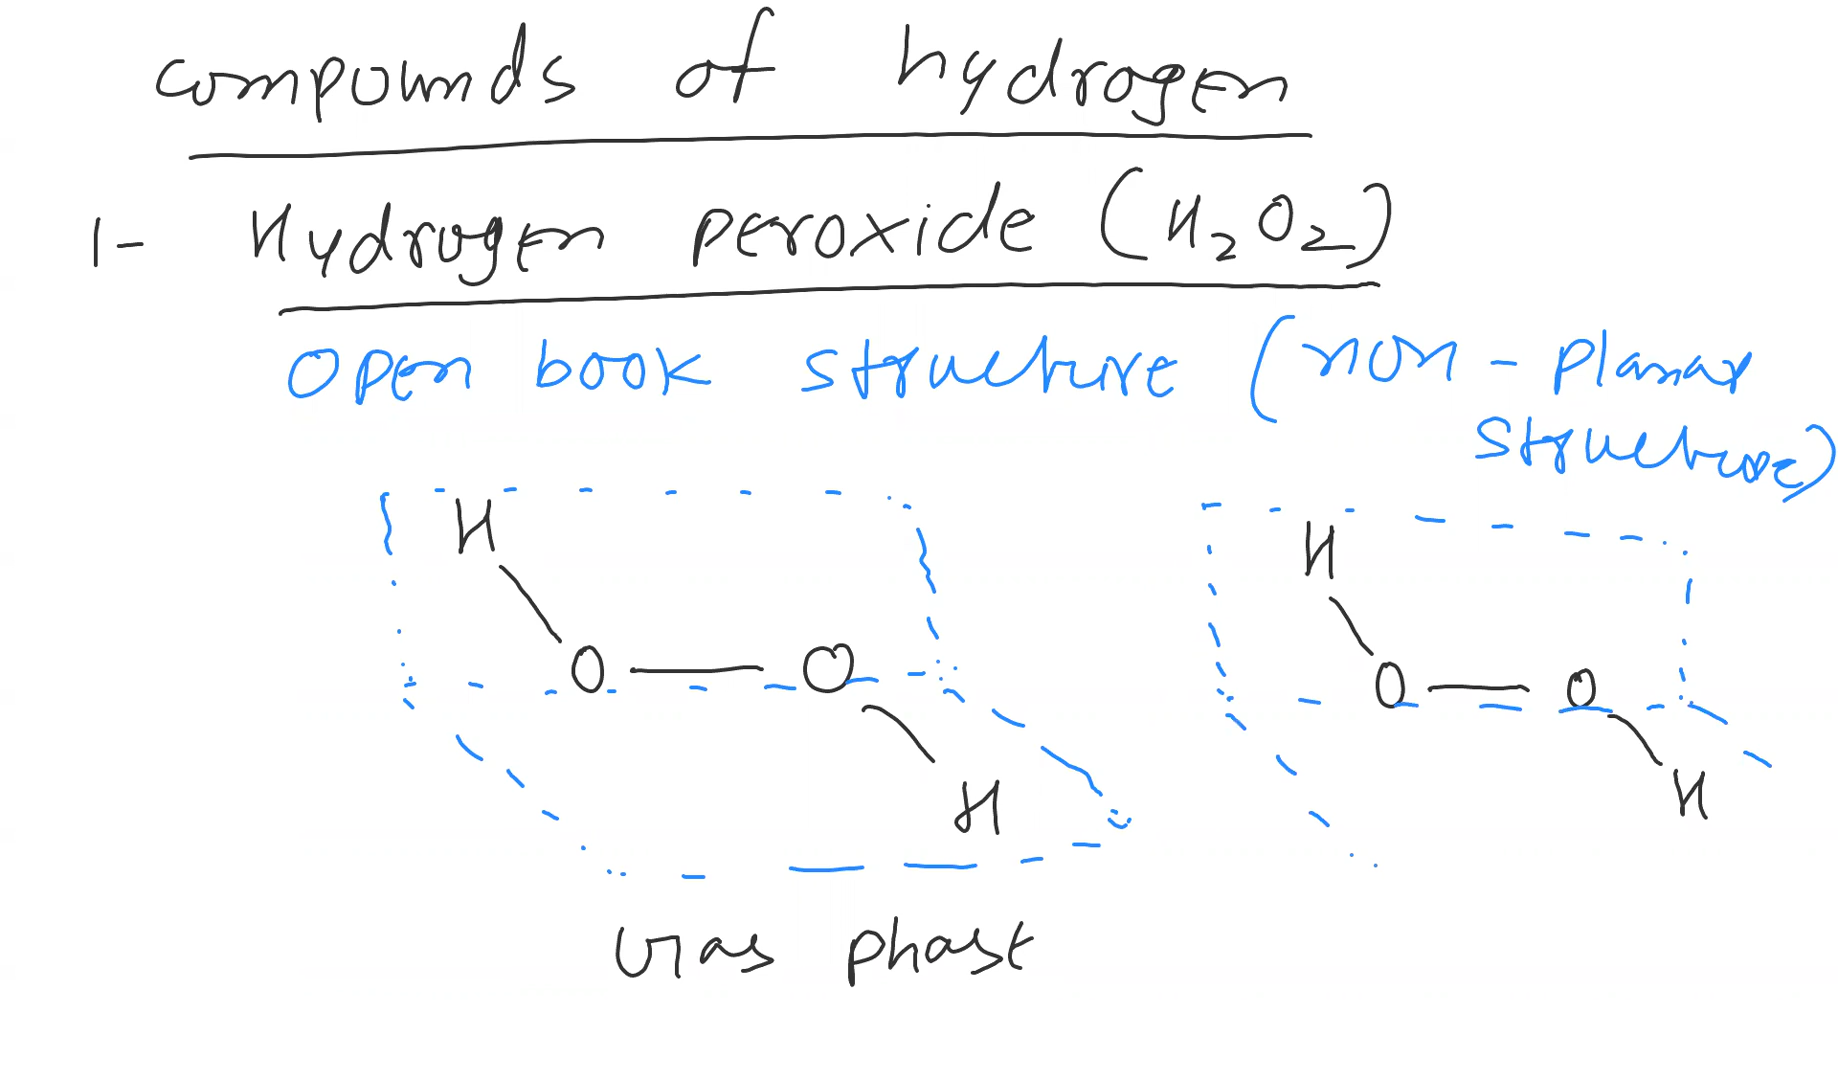 compounds of hydrogen
1- Hydrogen peroxide (H₂O₂)
Open book structure (non-planar
structure)
H H
O O O O
H H
Gas phase